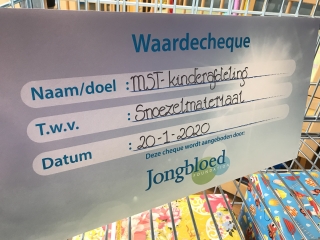 Waardecheque
Naam/doel : MST-kinderafdeling
T.w.v. : Snoezelmateriaal
Datum : 20-1-2020
Deze cheque wordt aangeboden door:
Jongbloed